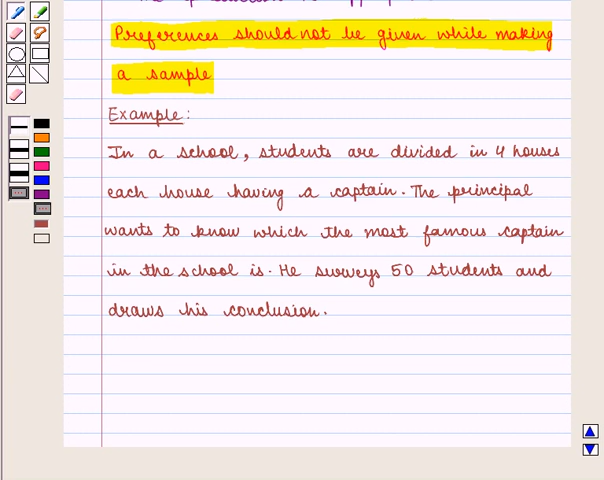 Preferences should not be given while making
a sample
Example:
In a school, students are divided in 4 houses
each house having a captain. The principal
wants to know which the most famous captain
in the school is. He surveys 50 students and
draws his conclusion.